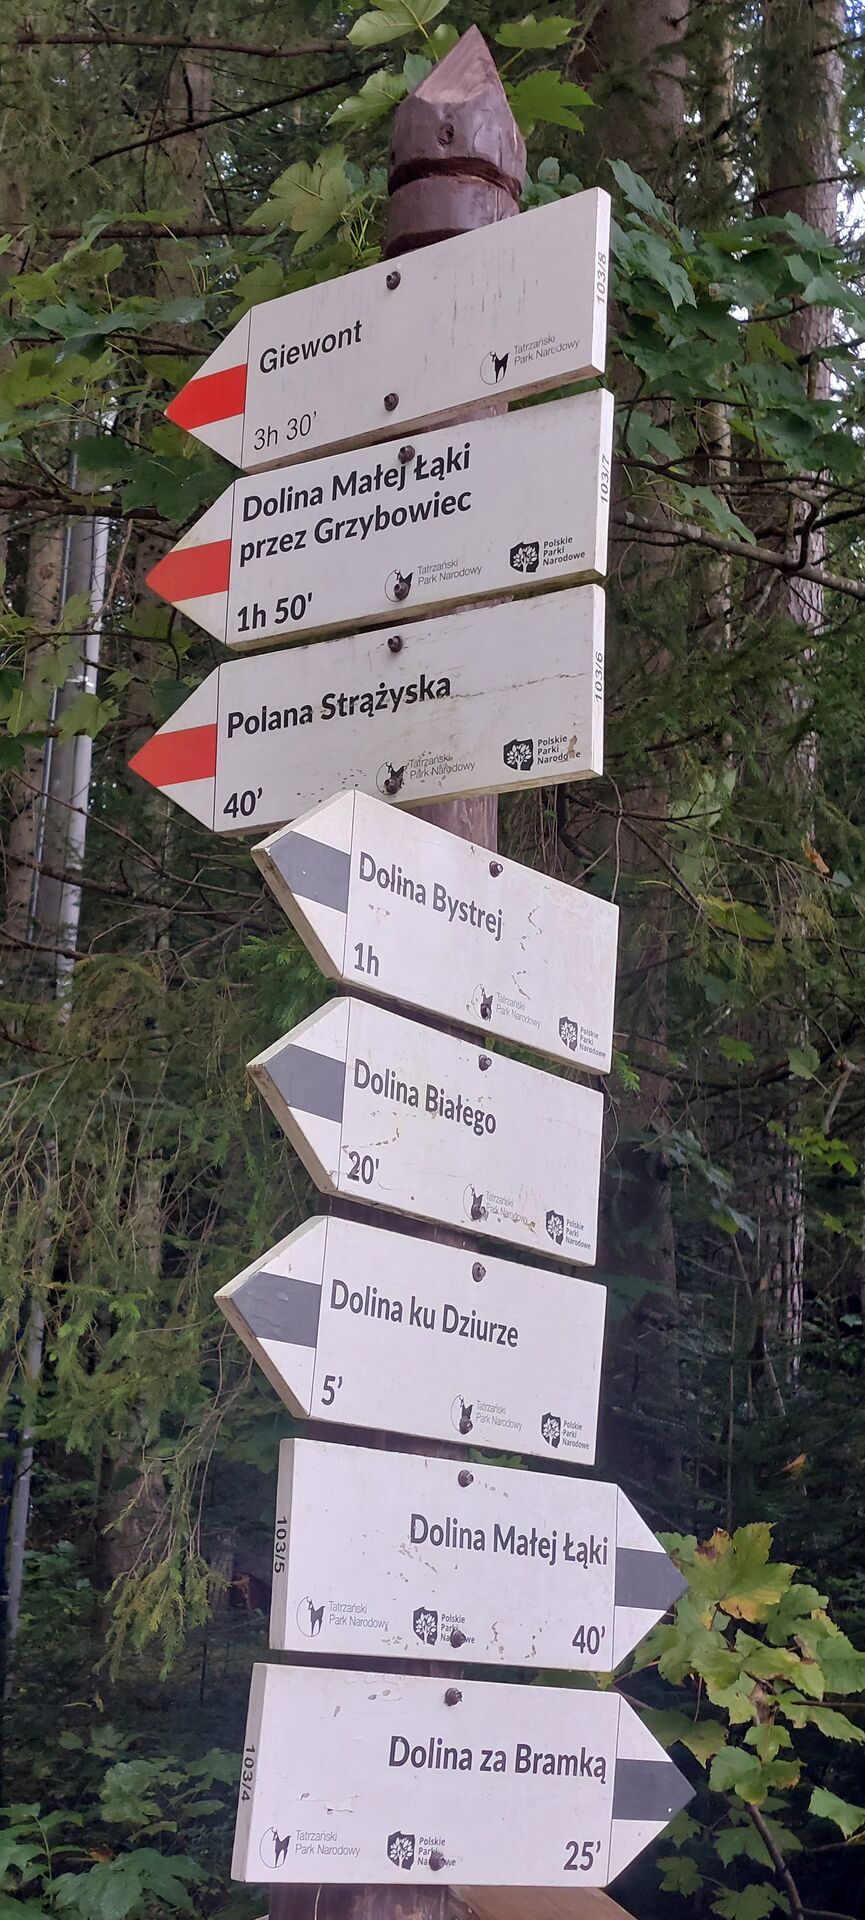 103/8
Giewont
Tatrzański
Park Narodowy
3h 30'
103/7
Dolina Małej Łąki
przez Grzybowiec
Tatrzański
Park Narodowy
Polskie
Parki
Narodowe
1h 50'
103/6
Polana Strążyska
Tatrzański
Park Narodowy
Polskie
Parki
Narodowe
40'
Dolina Bystrej
1h
Tatrzański
Park Narodowy
Polskie
Parki
Narodowe
Dolina Białego
20'
Tatrzański
Park Narodowy
Polskie
Parki
Narodowe
Dolina ku Dziurze
5'
Tatrzański
Park Narodowy
Polskie
Parki
Narodowe
103/5
Dolina Małej Łąki
Tatrzański
Park Narodowy
Polskie
Parki
Narodowe
40'
103/4
Dolina za Bramką
Tatrzański
Park Narodowy
Polskie
Parki
Narodowe
25'